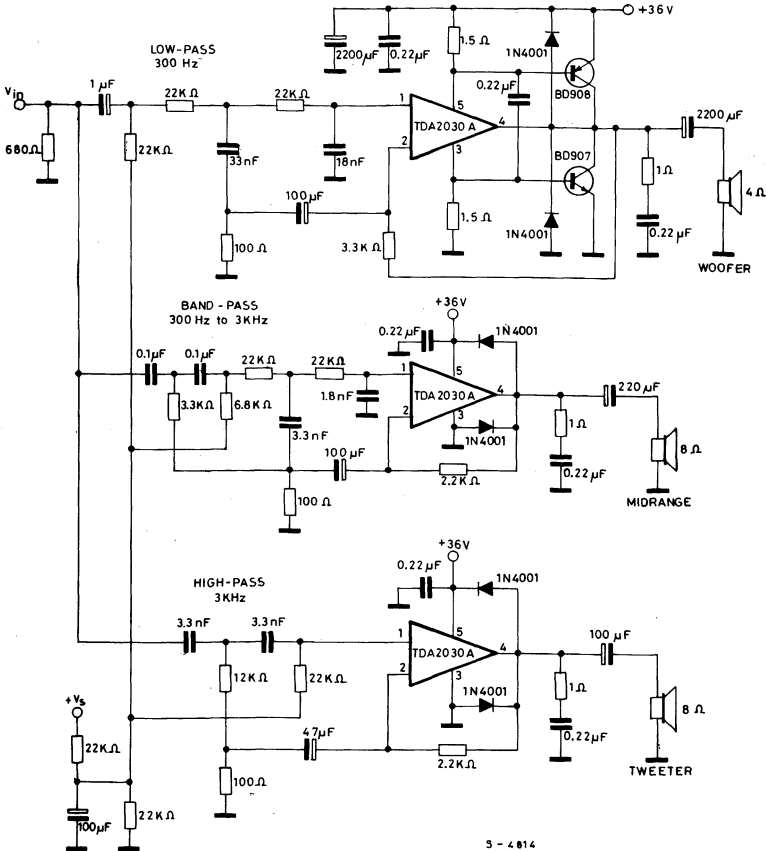 +36V
LOW-PASS
300 Hz
2200µF
0.22µF
1.5 Ω
1N4001
BD908
Vin
1 µF
22KΩ
22KΩ
0.22µF
1
5
TDA2030A
4
2
3
2200µF
680Ω
22KΩ
33nF
18nF
BD907
1Ω
4Ω
100µF
1.5 Ω
1N4001
0.22µF
100 Ω
3.3KΩ
WOOFER
BAND-PASS
300 Hz to 3KHz
+36V
0.22µF
1N4001
0.1µF
0.1µF
22KΩ
22KΩ
1
5
TDA2030A
4
2
3
220µF
3.3KΩ
6.8KΩ
1.8nF
3.3nF
1N4001
1Ω
8Ω
100µF
2.2KΩ
0.22µF
100Ω
MIDRANGE
+36V
HIGH-PASS
3KHz
0.22µF
1N4001
3.3nF
3.3nF
1
5
TDA2030A
4
2
3
100µF
12KΩ
22KΩ
1N4001
1Ω
8Ω
+Vs
47µF
22KΩ
100Ω
2.2KΩ
0.22µF
TWEETER
100µF
22KΩ
S-4814